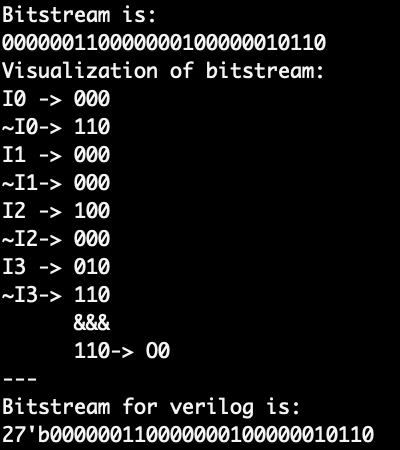 Bitstream is:
000000110000000100000010110
Visualization of bitstream:
I0 -> 000
~I0-> 110
I1 -> 000
~I1-> 000
I2 -> 100
~I2-> 000
I3 -> 010
~I3-> 110
&&&
110-> O0
---
Bitstream for verilog is:
27'b000000110000000100000010110